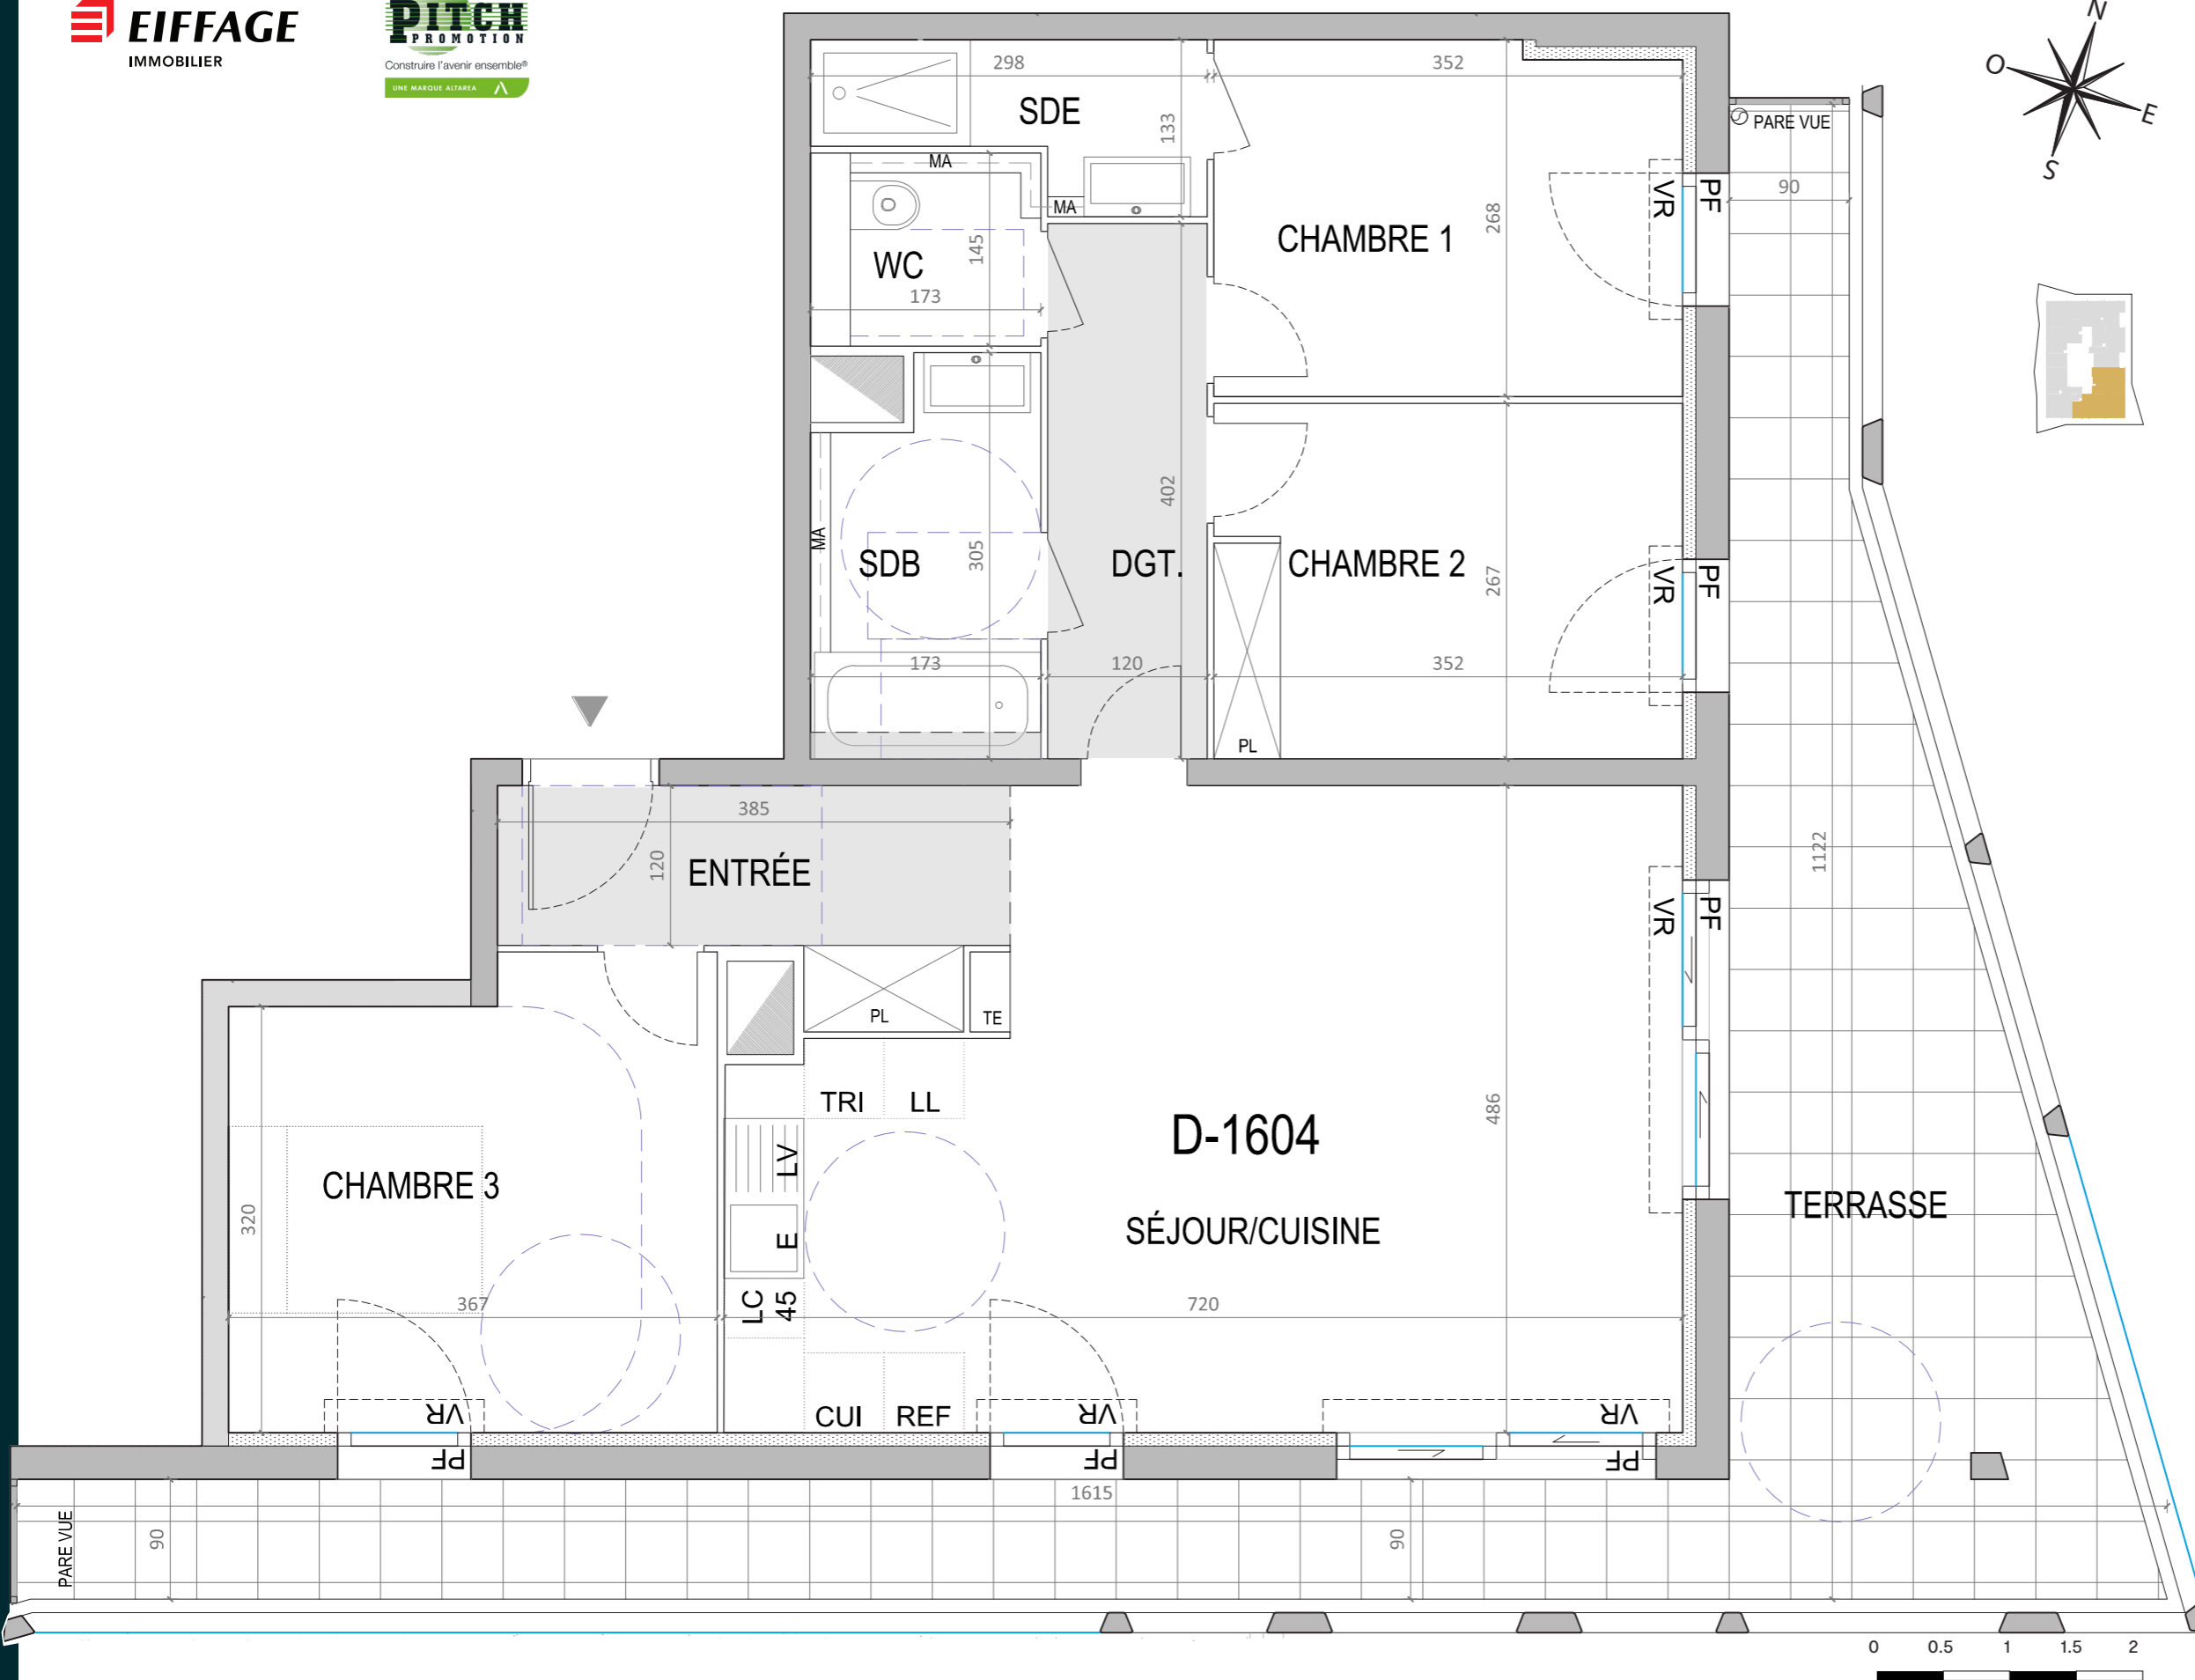 EIFFAGE
IMMOBILIER
PITCH
PROMOTION
Construire l'avenir ensemble®
UNE MARQUE ALTAREA
N
O
E
S
298
352
SDE
133
PARE VUE
MA
MA
90
VR
PF
268
CHAMBRE 1
145
WC
173
402
MA
SDB
305
DGT.
CHAMBRE 2
267
VR
PF
173
120
352
PL
385
120
ENTRÉE
1122
VR
PF
PL
TE
TRI
LL
486
D-1604
LV
CHAMBRE 3
320
TERRASSE
E
SÉJOUR/CUISINE
367
LC
45
720
CUI
REF
VR
VR
VR
PF
PF
PF
1615
PARE VUE
90
90
0 0.5 1 1.5 2